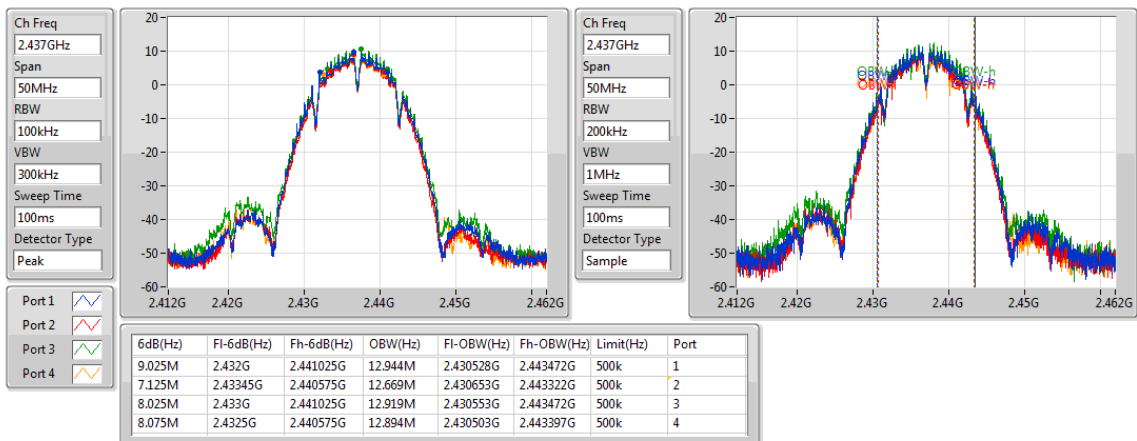 Ch Freq
2.437GHz
Span
50MHz
RBW
100kHz
VBW
300kHz
Sweep Time
100ms
Detector Type
Peak
20
10
0
-10
-20
-30
-40
-50
-60
2.412G 2.42G 2.43G 2.44G 2.45G 2.462G
Ch Freq
2.437GHz
Span
50MHz
RBW
200kHz
VBW
1MHz
Sweep Time
100ms
Detector Type
Sample
20
10
0
-10
-20
-30
-40
-50
-60
OBW-h
2.412G 2.42G 2.43G 2.44G 2.45G 2.462G
Port 1
Port 2
Port 3
Port 4
6dB(Hz) Fl-6dB(Hz) Fh-6dB(Hz) OBW(Hz) Fl-OBW(Hz) Fh-OBW(Hz) Limit(Hz) Port
9.025M 2.432G 2.441025G 12.944M 2.430528G 2.443472G 500k 1
7.125M 2.43345G 2.440575G 12.669M 2.430653G 2.443322G 500k 2
8.025M 2.433G 2.441025G 12.919M 2.430553G 2.443472G 500k 3
8.075M 2.4325G 2.440575G 12.894M 2.430503G 2.443397G 500k 4